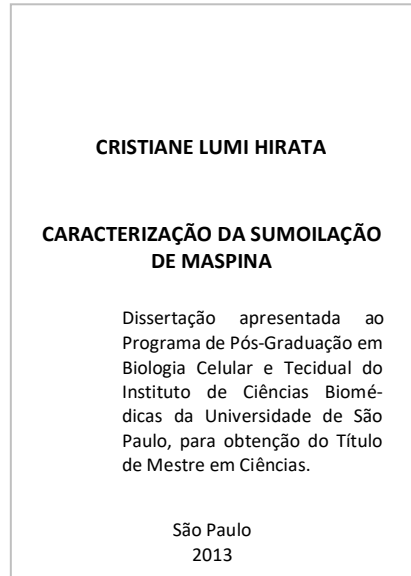 CRISTIANE LUMI HIRATA
CARACTERIZAÇÃO DA SUMOILAÇÃO
DE MASPINA
Dissertação apresentada ao
Programa de Pós-Graduação em
Biologia Celular e Tecidual do
Instituto de Ciências Biomé-
dicas da Universidade de São
Paulo, para obtenção do Título
de Mestre em Ciências.
São Paulo
2013